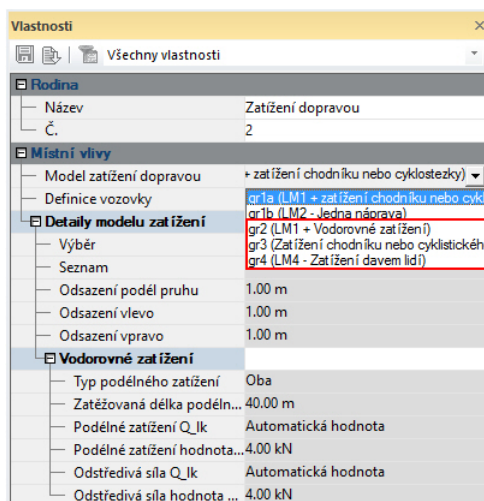 Vlastnosti
Všechny vlastnosti
Rodina
Název Zatížení dopravou
Č. 2
Místní vlivy
Model zatížení dopravou + zatížení chodníku nebo cyklostezky)
Definice vozovky gr1a (LM1 + zatížení chodníku nebo cykl
gr1b (LM2 - Jedna náprava)
Detaily modelu zatížení gr2 (LM1 + Vodorovné zatížení)
Výběr gr3 (Zatížení chodníku nebo cyklistickéh
Seznam gr4 (LM4 - Zatížení davem lidí)
Odsazení podél pruhu 1.00 m
Odsazení vlevo 1.00 m
Odsazení vpravo 1.00 m
Vodorovné zatížení
Typ podélného zatížení Oba
Zatěžovaná délka podéln... 40.00 m
Podélné zatížení Q_lk Automatická hodnota
Podélné zatížení hodnota... 4.00 kN
Odstředivá síla Q_lk Automatická hodnota
Odstředivá síla hodnota ... 4.00 kN